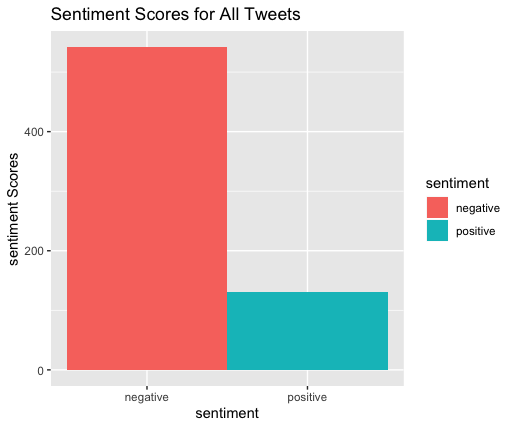 Sentiment Scores for All Tweets
sentiment Scores
400
200
0
negative
positive
sentiment
sentiment
negative
positive